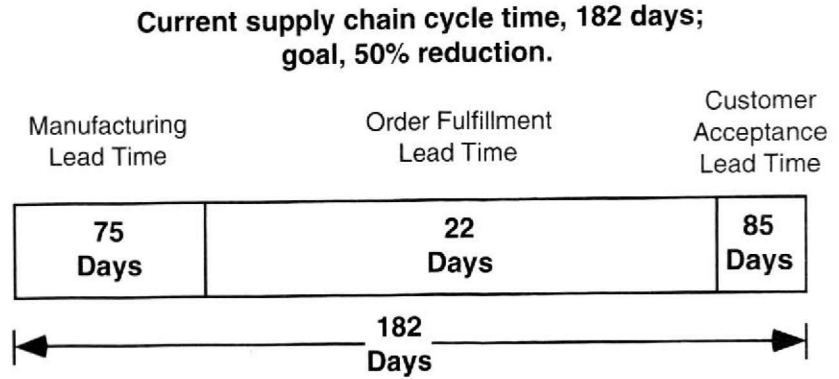 Current supply chain cycle time, 182 days;
goal, 50% reduction.
Manufacturing
Lead Time
Order Fulfillment
Lead Time
Customer
Acceptance
Lead Time
75
Days
22
Days
85
Days
182
Days